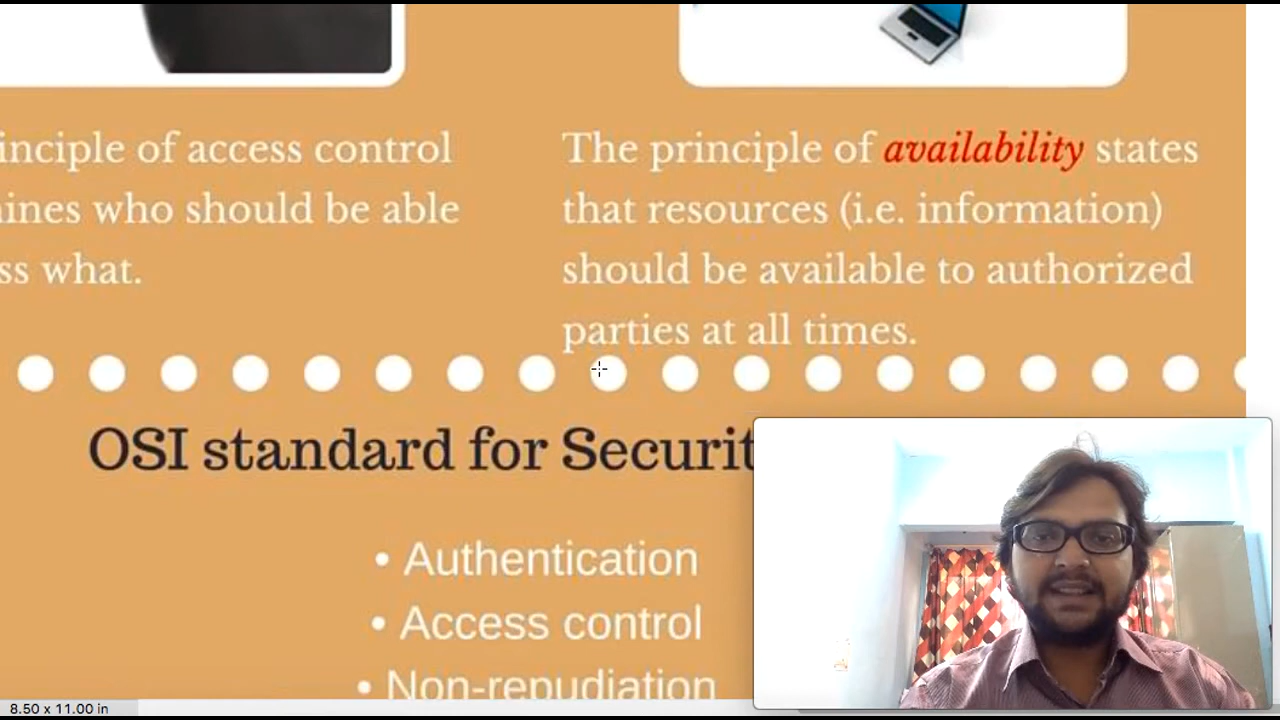 inciple of access control
ines who should be able
ss what.
The principle of availability states
that resources (i.e. information)
should be available to authorized
parties at all times.
OSI standard for Securit
• Authentication
• Access control
• Non-repudiation
8.50 x 11.00 in